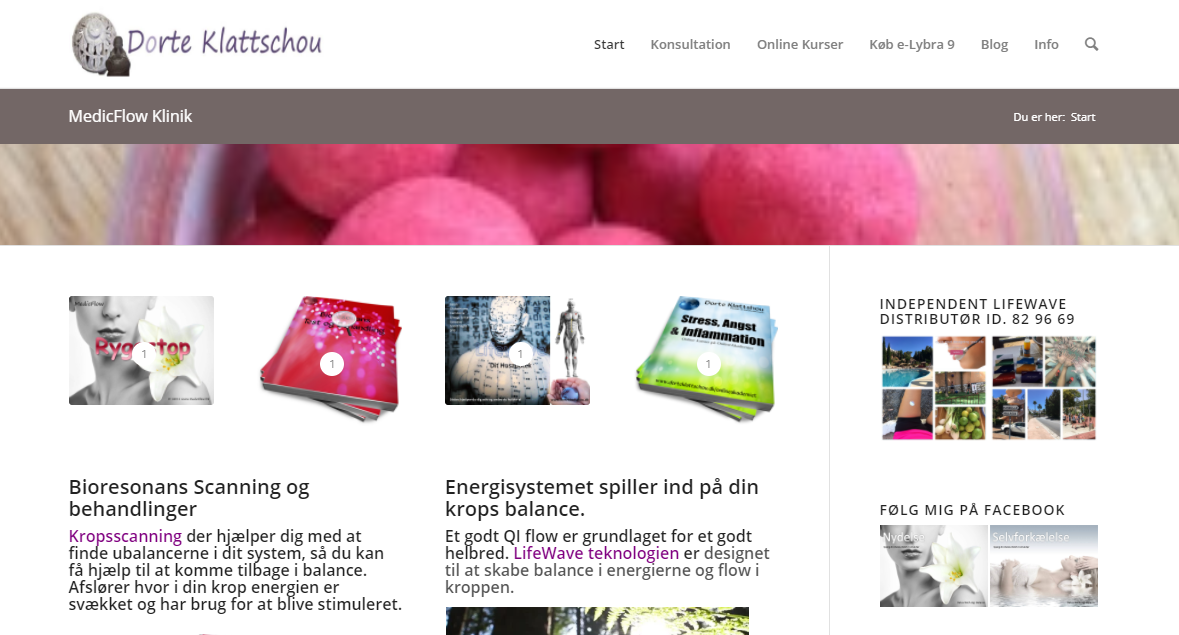 Dorte Klattschou
Start
Konsultation
Online Kurser
Køb e-Lybra 9
Blog
Info
MedicFlow Klinik
Du er her: Start
MedicFlow
1
1
1
Dorte Klattschou
Stress, Angst
& Inflammation
1
INDEPENDENT LIFEWAVE
DISTRIBUTØR ID. 82 96 69
Bioresonans Scanning og
behandlinger
Kropsscanning der hjælper dig med at
finde ubalancerne i dit system, så du kan
få hjælp til at komme tilbage i balance.
Afslører hvor i din krop energien er
svækket og har brug for at blive stimuleret.
Energisystemet spiller ind på din
krops balance.
Et godt QI flow er grundlaget for et godt
helbred. LifeWave teknologien er designet
til at skabe balance i energierne og flow i
kroppen.
FØLG MIG PÅ FACEBOOK
Nydelse
Selvforkælelse